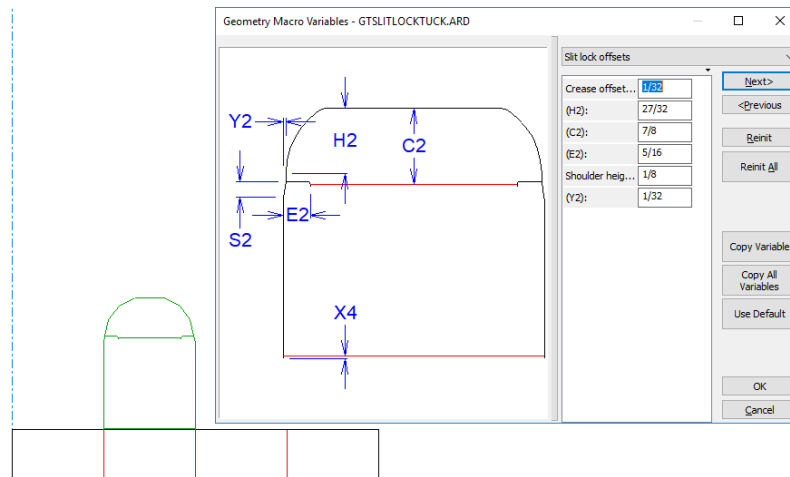 Geometry Macro Variables - GTSLITLOCKTUCK.ARD
Slit lock offsets
Y2
H2
C2
E2
S2
X4
Crease offset... 1/32
(H2): 27/32
(C2): 7/8
(E2): 5/16
Shoulder heig... 1/8
(Y2): 1/32
Next>
<Previous
Reinit
Reinit All
Copy Variable
Copy All
Variables
Use Default
OK
Cancel